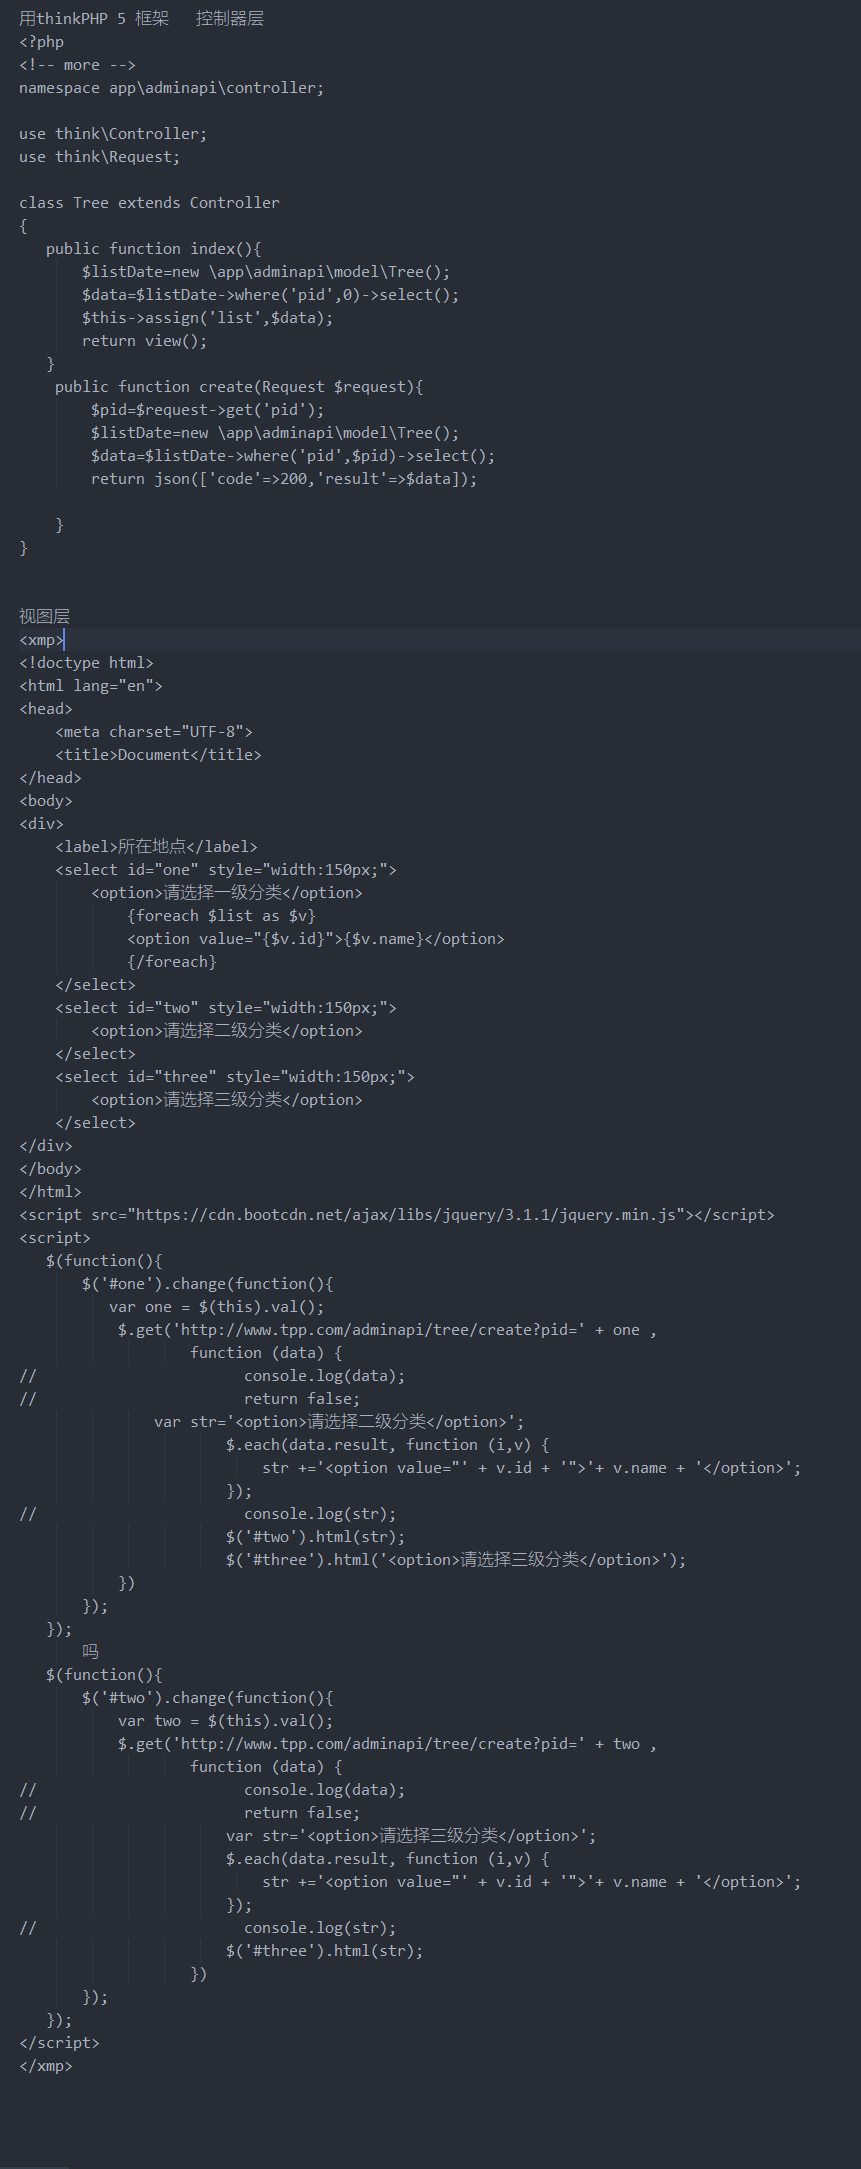 用thinkPHP 5 框架   控制器层
<?php
<!-- more -->
namespace app\adminapi\controller;

use think\Controller;
use think\Request;

class Tree extends Controller
{
   public function index(){
       $listDate=new \app\adminapi\model\Tree();
       $data=$listDate->where('pid',0)->select();
       $this->assign('list',$data);
       return view();
   }
    public function create(Request $request){
        $pid=$request->get('pid');
        $listDate=new \app\adminapi\model\Tree();
        $data=$listDate->where('pid',$pid)->select();
        return json(['code'=>200,'result'=>$data]);

    }
}


视图层
<xmp>
<!doctype html>
<html lang="en">
<head>
    <meta charset="UTF-8">
    <title>Document</title>
</head>
<body>
<div>
    <label>所在地点</label>
    <select id="one" style="width:150px;">
        <option>请选择一级分类</option>
            {foreach $list as $v}
            <option value="{$v.id}">{$v.name}</option>
            {/foreach}
    </select>
    <select id="two" style="width:150px;">
        <option>请选择二级分类</option>
    </select>
    <select id="three" style="width:150px;">
        <option>请选择三级分类</option>
    </select>
</div>
</body>
</html>
<script src="https://cdn.bootcdn.net/ajax/libs/jquery/3.1.1/jquery.min.js"></script>
<script>
   $(function(){
       $('#one').change(function(){
          var one = $(this).val();
           $.get('http://www.tpp.com/adminapi/tree/create?pid=' + one ,
                   function (data) {
//                       console.log(data);
//                       return false;
               var str='<option>请选择二级分类</option>';
                       $.each(data.result, function (i,v) {
                           str +='<option value="' + v.id + '">'+ v.name + '</option>';
                       });
//                       console.log(str);
                       $('#two').html(str);
                       $('#three').html('<option>请选择三级分类</option>');
           })
       });
   });
       吗
   $(function(){
       $('#two').change(function(){
           var two = $(this).val();
           $.get('http://www.tpp.com/adminapi/tree/create?pid=' + two ,
                   function (data) {
//                       console.log(data);
//                       return false;
                       var str='<option>请选择三级分类</option>';
                       $.each(data.result, function (i,v) {
                           str +='<option value="' + v.id + '">'+ v.name + '</option>';
                       });
//                       console.log(str);
                       $('#three').html(str);
                   })
       });
   });
</script>
</xmp>